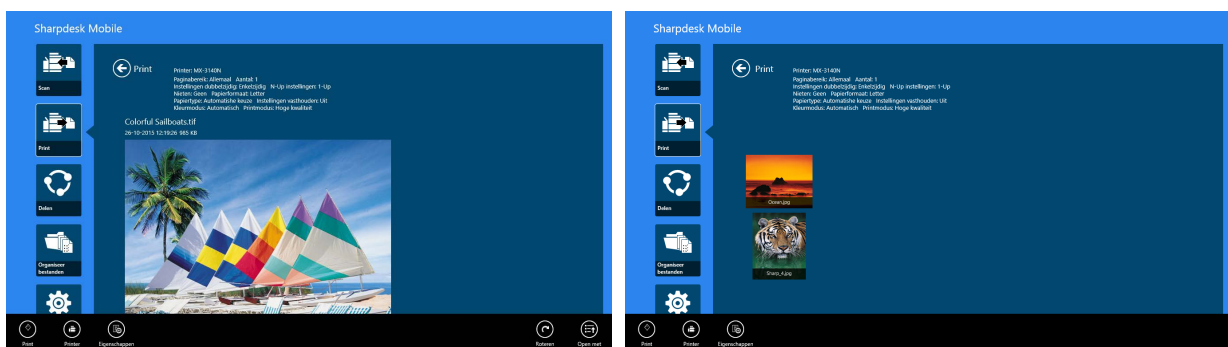 Sharpdesk Mobile
Scan
Print
Delen
Organiseer
bestanden
Print
Printer: MX-3140N
Paginabereik: Allemaal Aantal: 1
Instellingen dubbelzijdig: Enkelzijdig N-Up instellingen: 1-Up
Nieten: Geen Papierformaat: Letter
Papiertype: Automatishe keuze Instellingen vasthouden: Uit
Kleurmodus: Automatisch Printmodus: Hoge kwaliteit
Colorful Sailboats.tif
26-10-2015 12:19:26 985 KB
Print Printer Eigenschappen Roteren Open met
Sharpdesk Mobile
Scan
Print
Delen
Organiseer
bestanden
Print
Printer: MX-3140N
Paginabereik: Allemaal Aantal: 1
Instellingen dubbelzijdig: Enkelzijdig N-Up instellingen: 1-Up
Nieten: Geen Papierformaat: Letter
Papiertype: Automatishe keuze Instellingen vasthouden: Uit
Kleurmodus: Automatisch Printmodus: Hoge kwaliteit
Ocean.jpg
Sharp_4.jpg
Print Printer Eigenschappen